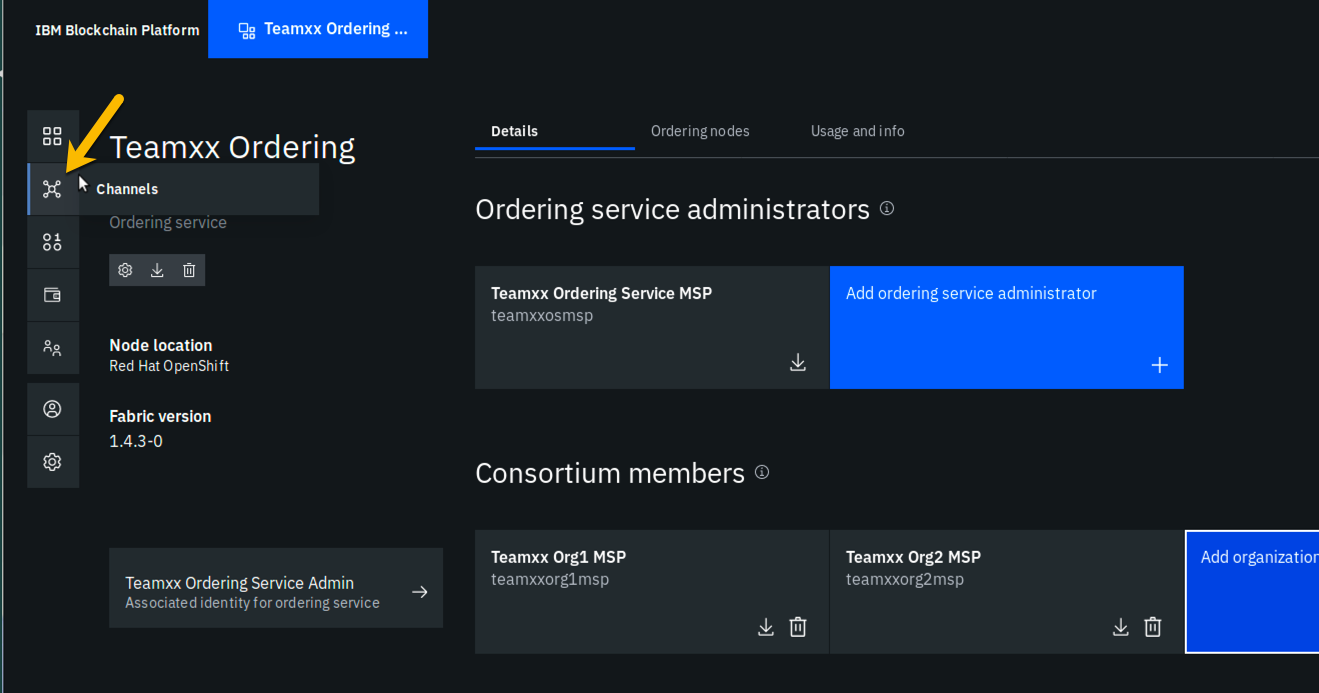 IBM Blockchain Platform
Teamxx Ordering ...
Teamxx Ordering
Channels
Ordering service
Node location
Red Hat OpenShift
Fabric version
1.4.3-0
Teamxx Ordering Service Admin
Associated identity for ordering service
Details
Ordering nodes
Usage and info
Ordering service administrators
Teamxx Ordering Service MSP
teamxxosmsp
Add ordering service administrator
Consortium members
Teamxx Org1 MSP
teamxxorg1msp
Teamxx Org2 MSP
teamxxorg2msp
Add organization